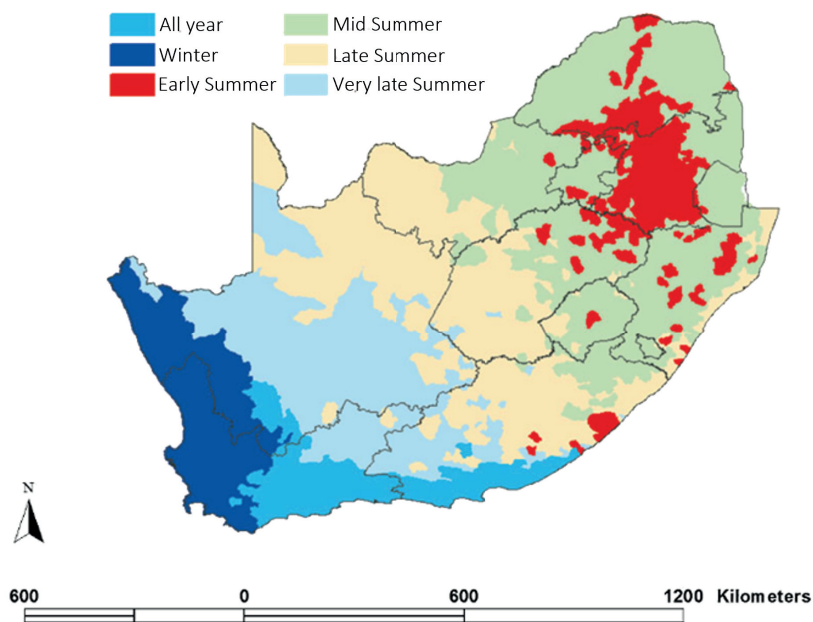 All year
Winter
Early Summer
Mid Summer
Late Summer
Very late Summer
N
600 0 600 1200 Kilometers